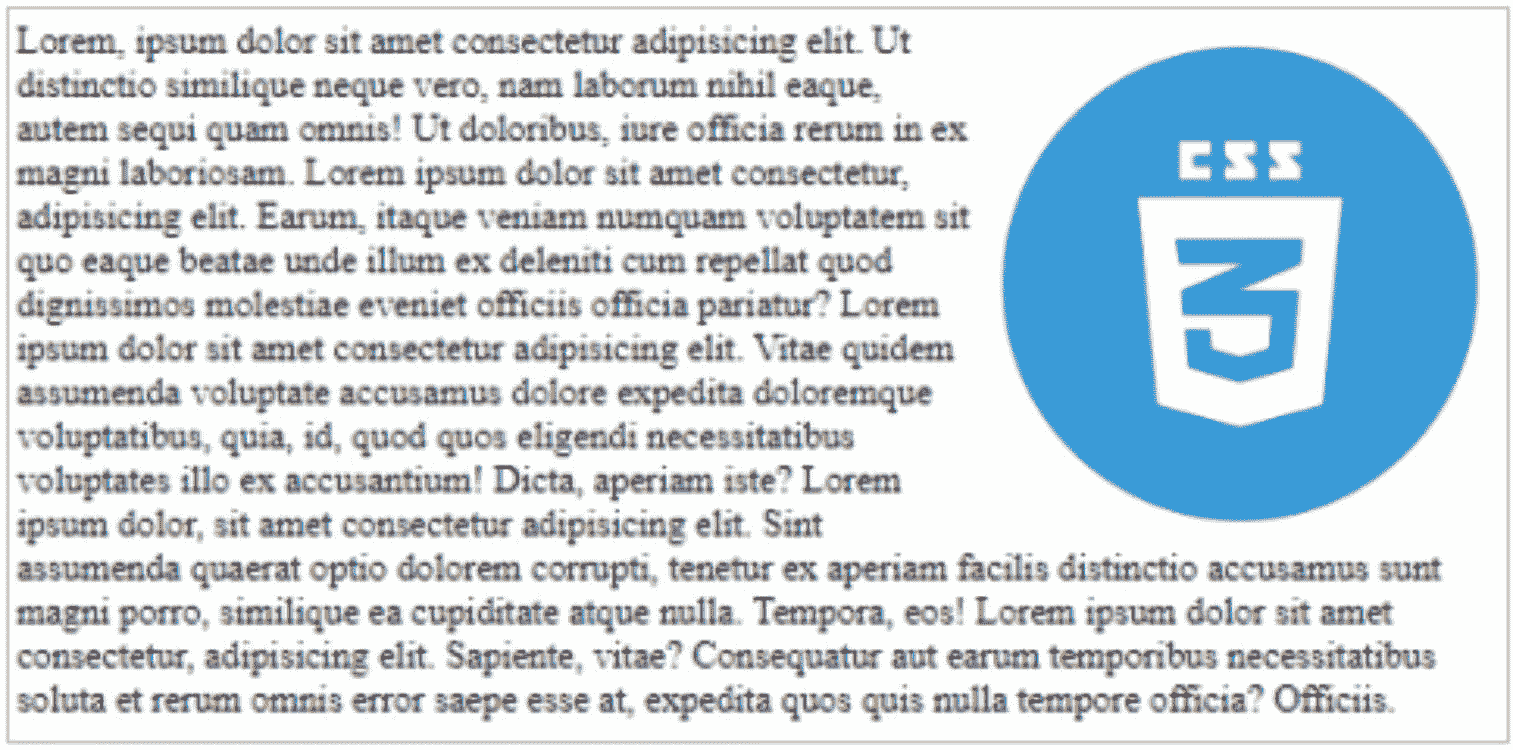 Lorem, ipsum dolor sit amet consectetur adipisicing elit. Ut
distinctio similique neque vero, nam laborum nihil eaque,
autem sequi quam omnis! Ut doloribus, iure officia rerum in ex
magni laboriosam. Lorem ipsum dolor sit amet consectetur,
adipisicing elit. Earum, itaque veniam numquam voluptatem sit
quo eaque beatae unde illum ex deleniti cum repellat quod
dignissimos molestiae eveniet officiis officia pariatur? Lorem
ipsum dolor sit amet consectetur adipisicing elit. Vitae quidem
assumenda voluptate accusamus dolore expedita doloremque
voluptatibus, quia, id, quod quos eligendi necessitatibus
voluptates illo ex accusantium! Dicta, aperiam iste? Lorem
ipsum dolor, sit amet consectetur adipisicing elit. Sint
assumenda quaerat optio dolorem corrupti, tenetur ex aperiam facilis distinctio accusamus sunt
magni porro, similique ea cupiditate atque nulla. Tempora, eos! Lorem ipsum dolor sit amet
consectetur, adipisicing elit. Sapiente, vitae? Consequatur aut earum temporibus necessitatibus
soluta et rerum omnis error saepe esse at, expedita quos quis nulla tempore officia? Officiis.
CSS
3